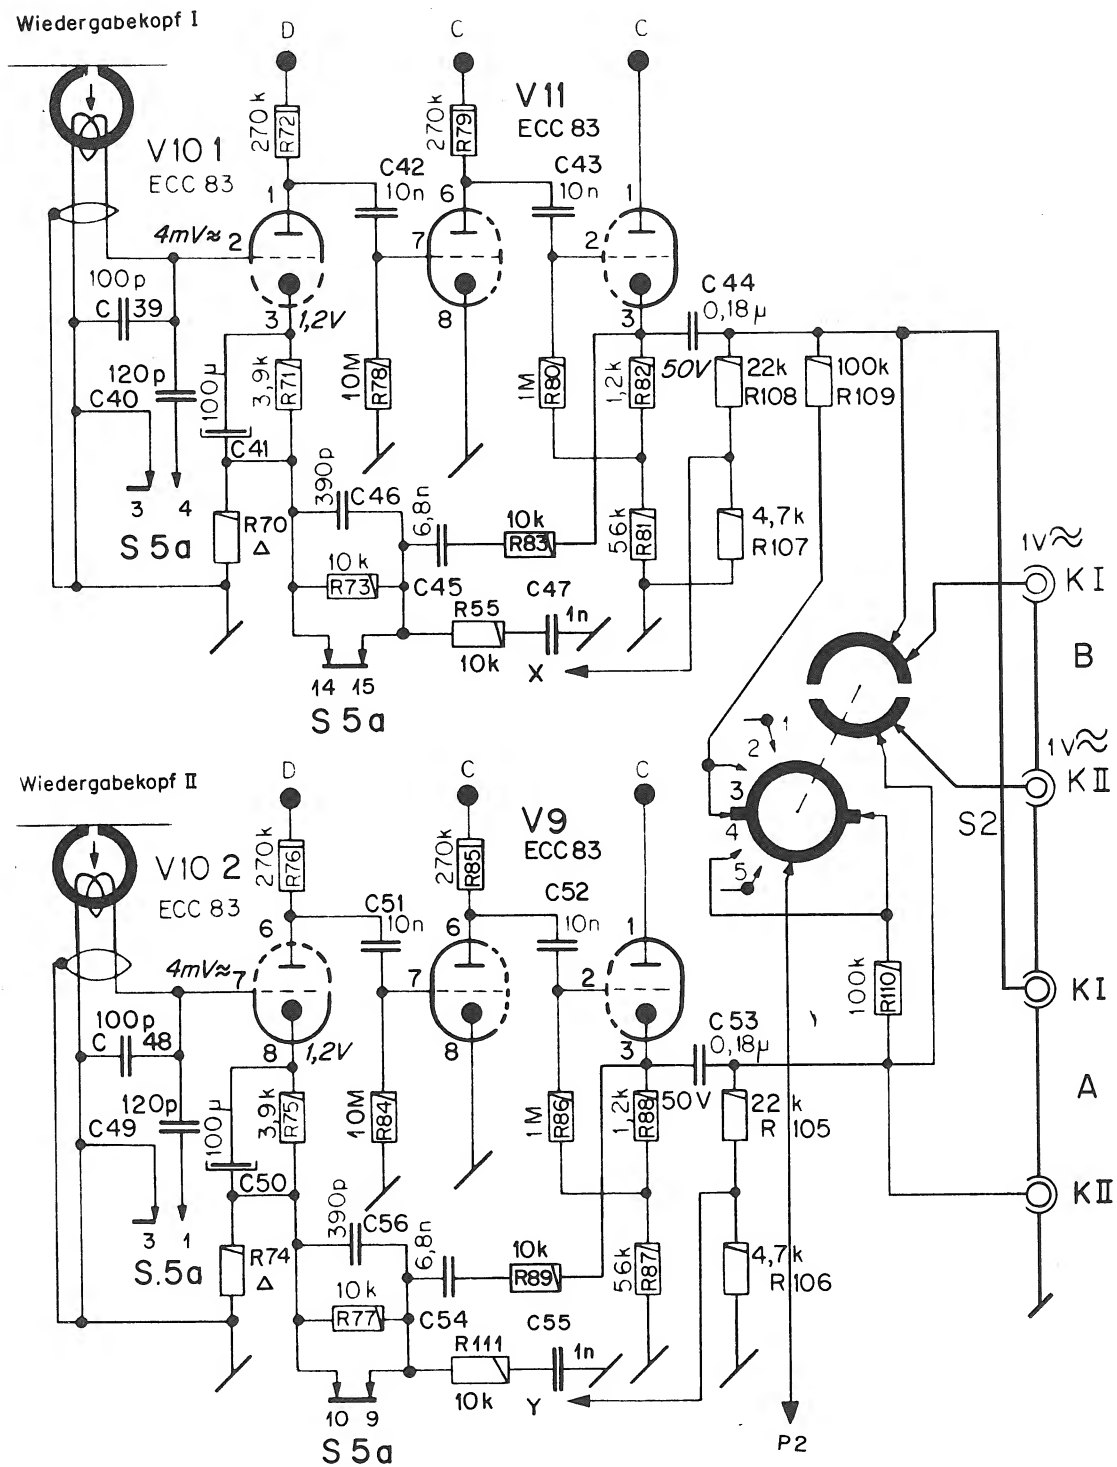 Wiedergabekopf I
D
C
C
270k
R72
270k
R79
V11
ECC 83
V10 1
ECC 83
C42
10n
C43
10n
1
6
1
4mV≈ 2
7
2
3
1,2V
8
3
100p
C 39
120p
C40
100µ
3,9k
R71
10M
R78
1M
R80
1,2k
R82
C 44
0,18µ
50V
22k
R108
100k
R109
C41
390p
C46
6,8n
10k
R83
56k
R81
4,7k
R107
3 4
S 5a
R70
Δ
10k
R73
C45
R55
10k
C47
1n
X
14 15
S 5a
1V≈
K I
B
1V≈
K II
S2
1
2
3
4
5
Wiedergabekopf II
D
C
C
270k
R76
270k
R85
V9
ECC 83
V10 2
ECC 83
C51
10n
C52
10n
6
6
1
4mV≈ 7
7
2
8
1,2V
8
3
100p
C 48
120p
C49
100µ
3,9k
R75
10M
R84
1M
R86
1,2k
R88
C 53
0,18µ
50V
22 k
R 105
100k
R110
K I
A
K II
C50
390p
C56
6,8n
10k
R89
56k
R87
4,7k
R 106
3 1
S.5a
R74
Δ
10k
R77
C54
R111
10k
C55
1n
Y
10 9
S 5a
P2